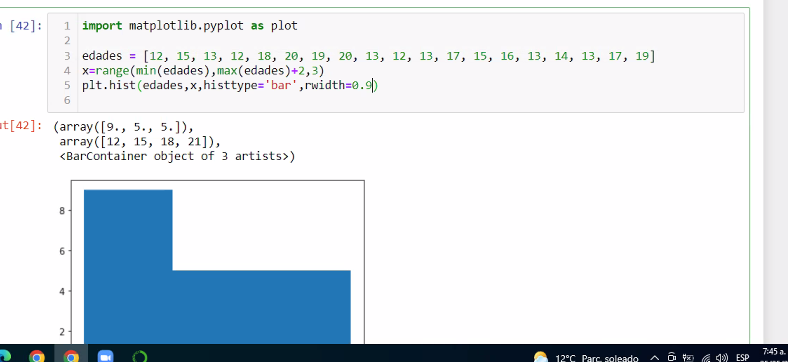 [42]:
1 import matplotlib.pyplot as plot
2
3 edades = [12, 15, 13, 12, 18, 20, 19, 20, 13, 12, 13, 17, 15, 16, 13, 14, 13, 17, 19]
4 x=range(min(edades),max(edades)+2,3)
5 plt.hist(edades,x,histtype='bar',rwidth=0.9)
6
t[42]: (array([9., 5., 5.]),
array([12, 15, 18, 21]),
<BarContainer object of 3 artists>)
8
6
4
2
12°C Parc. soleado
ESP
7:45 a.